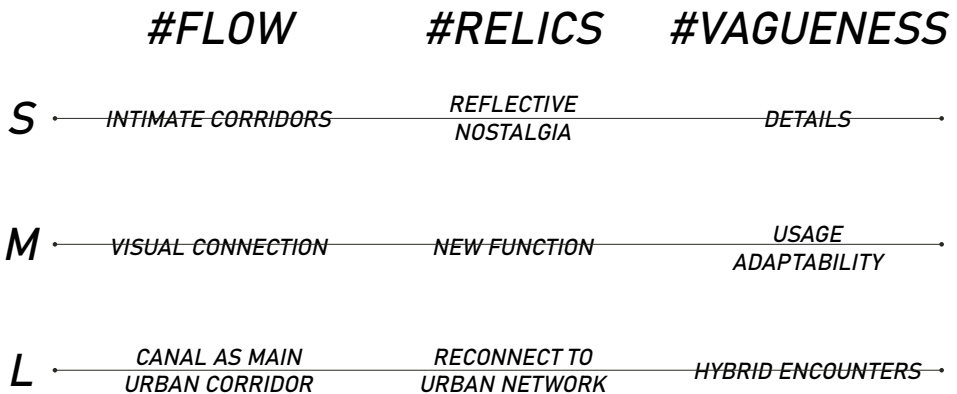 #FLOW #RELICS #VAGUENESS
S INTIMATE CORRIDORS REFLECTIVE NOSTALGIA DETAILS
M VISUAL CONNECTION NEW FUNCTION USAGE ADAPTABILITY
L CANAL AS MAIN URBAN CORRIDOR RECONNECT TO URBAN NETWORK HYBRID ENCOUNTERS